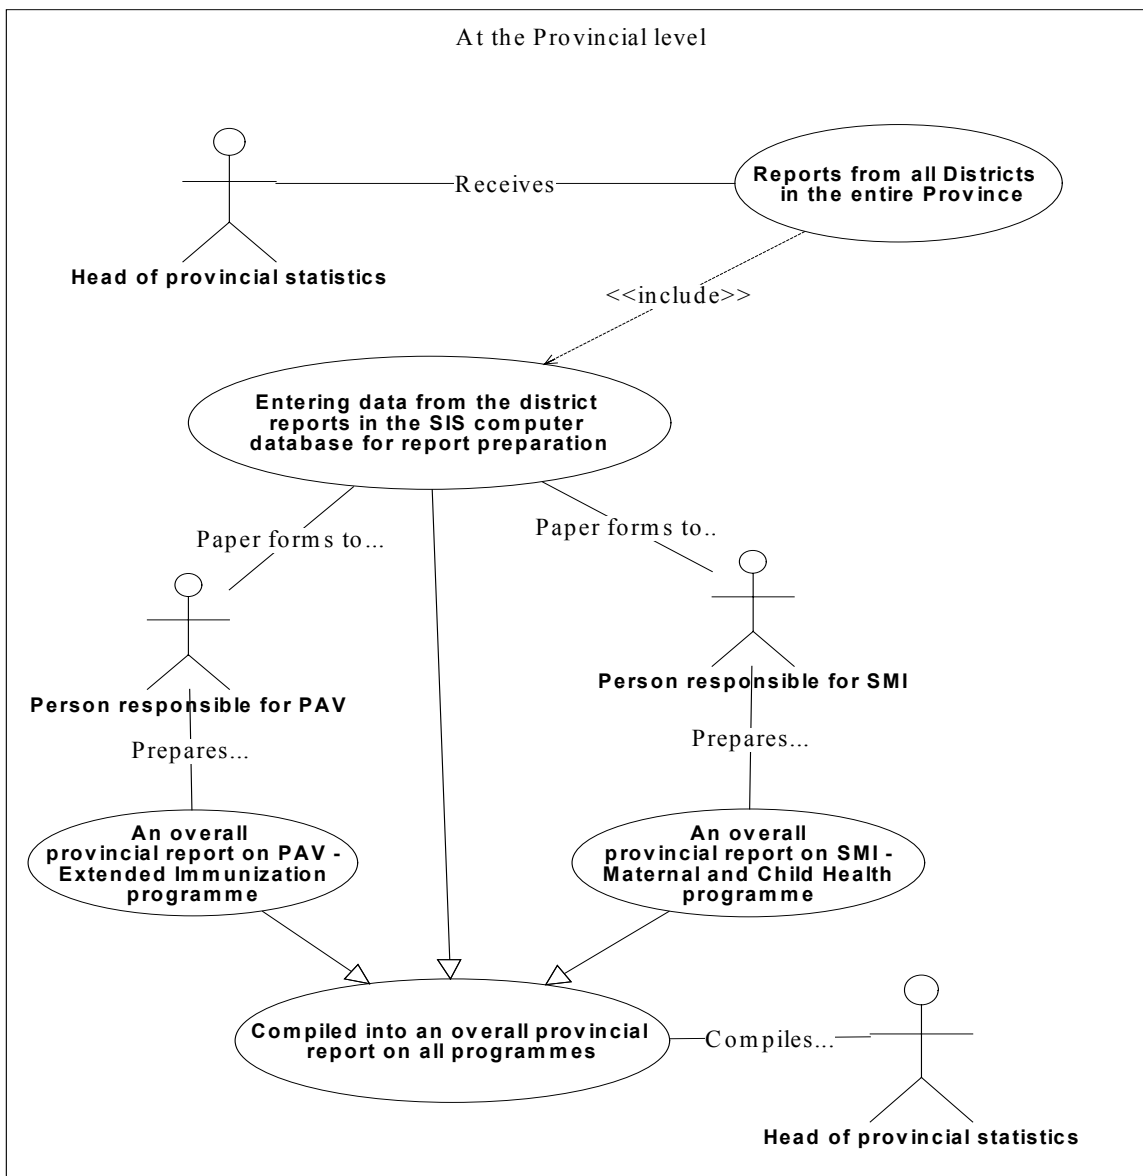 At the Provincial level
Receives
Reports from all Districts
in the entire Province
Head of provincial statistics
<<include>>
Entering data from the district
reports in the SIS computer
database for report preparation
Paper forms to...
Paper forms to..
Person responsible for PAV
Person responsible for SMI
Prepares...
Prepares...
An overall
provincial report on PAV -
Extended Immunization
programme
An overall
provincial report on SMI -
Maternal and Child Health
programme
Compiled into an overall provincial
report on all programmes
Compiles...
Head of provincial statistics